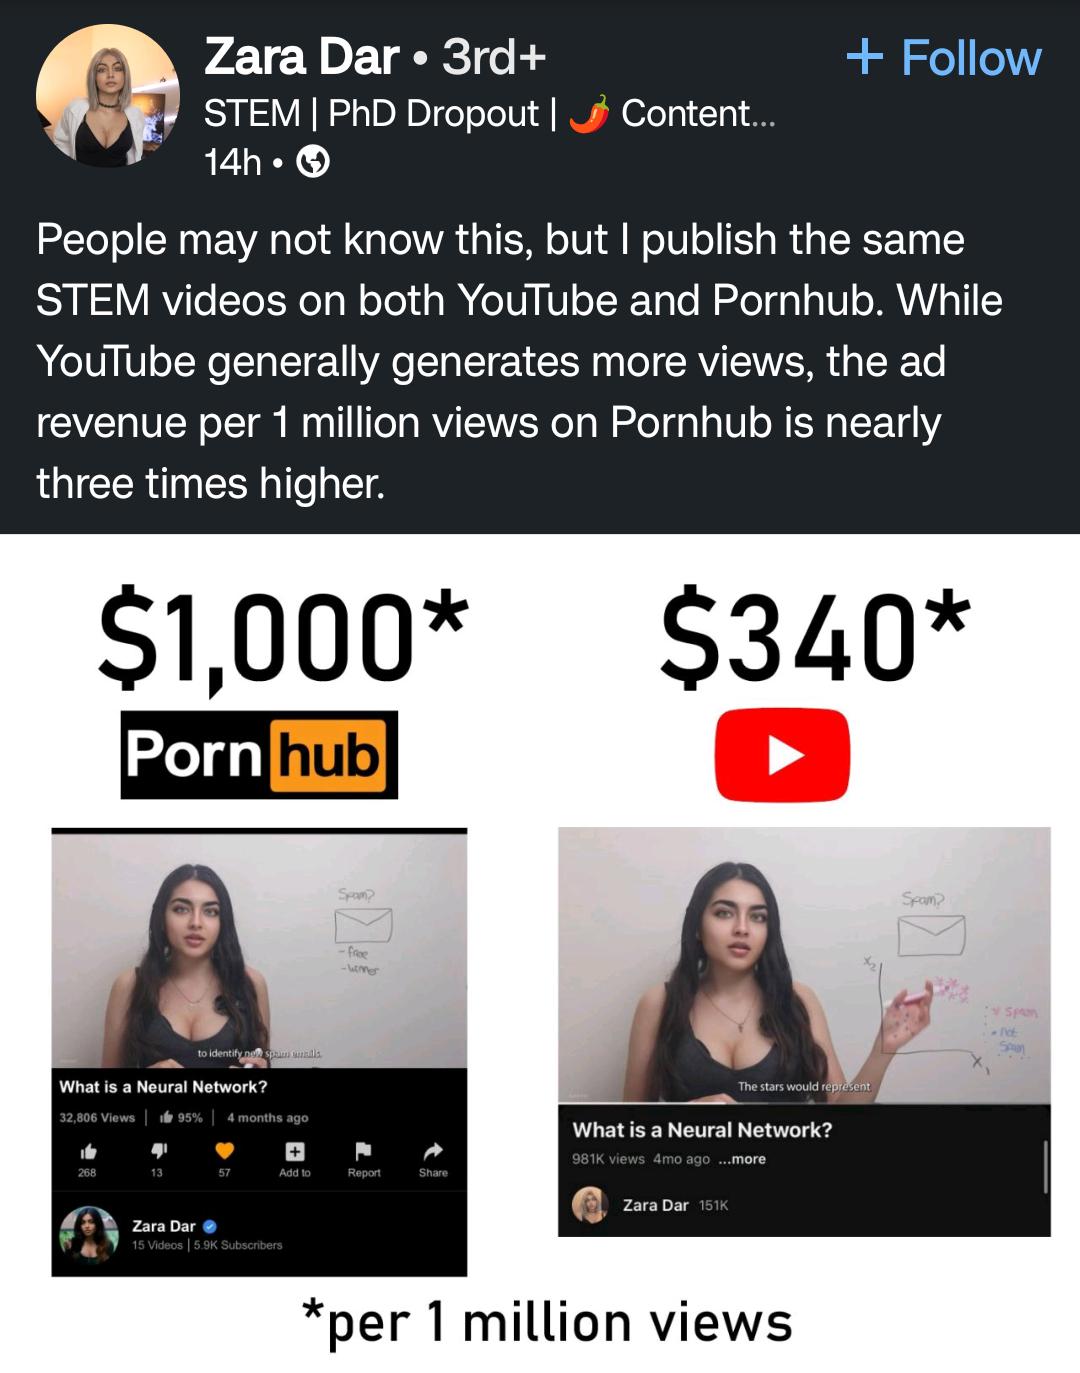 Zara Dar • 3rd+
+ Follow
STEM | PhD Dropout | 🌶️ Content...
14h •
People may not know this, but I publish the same
STEM videos on both YouTube and Pornhub. While
YouTube generally generates more views, the ad
revenue per 1 million views on Pornhub is nearly
three times higher.
$1,000*
$340*
Pornhub
Spam?
- free
- winner
to identify new spam emails.
What is a Neural Network?
32,806 Views | 95% | 4 months ago
268
13
57
Add to
Report
Share
Zara Dar
15 Videos | 5.9K Subscribers
Spam?
x2
spam
not
spam
x1
The stars would represent
What is a Neural Network?
981K views 4mo ago ...more
Zara Dar 151K
*per 1 million views